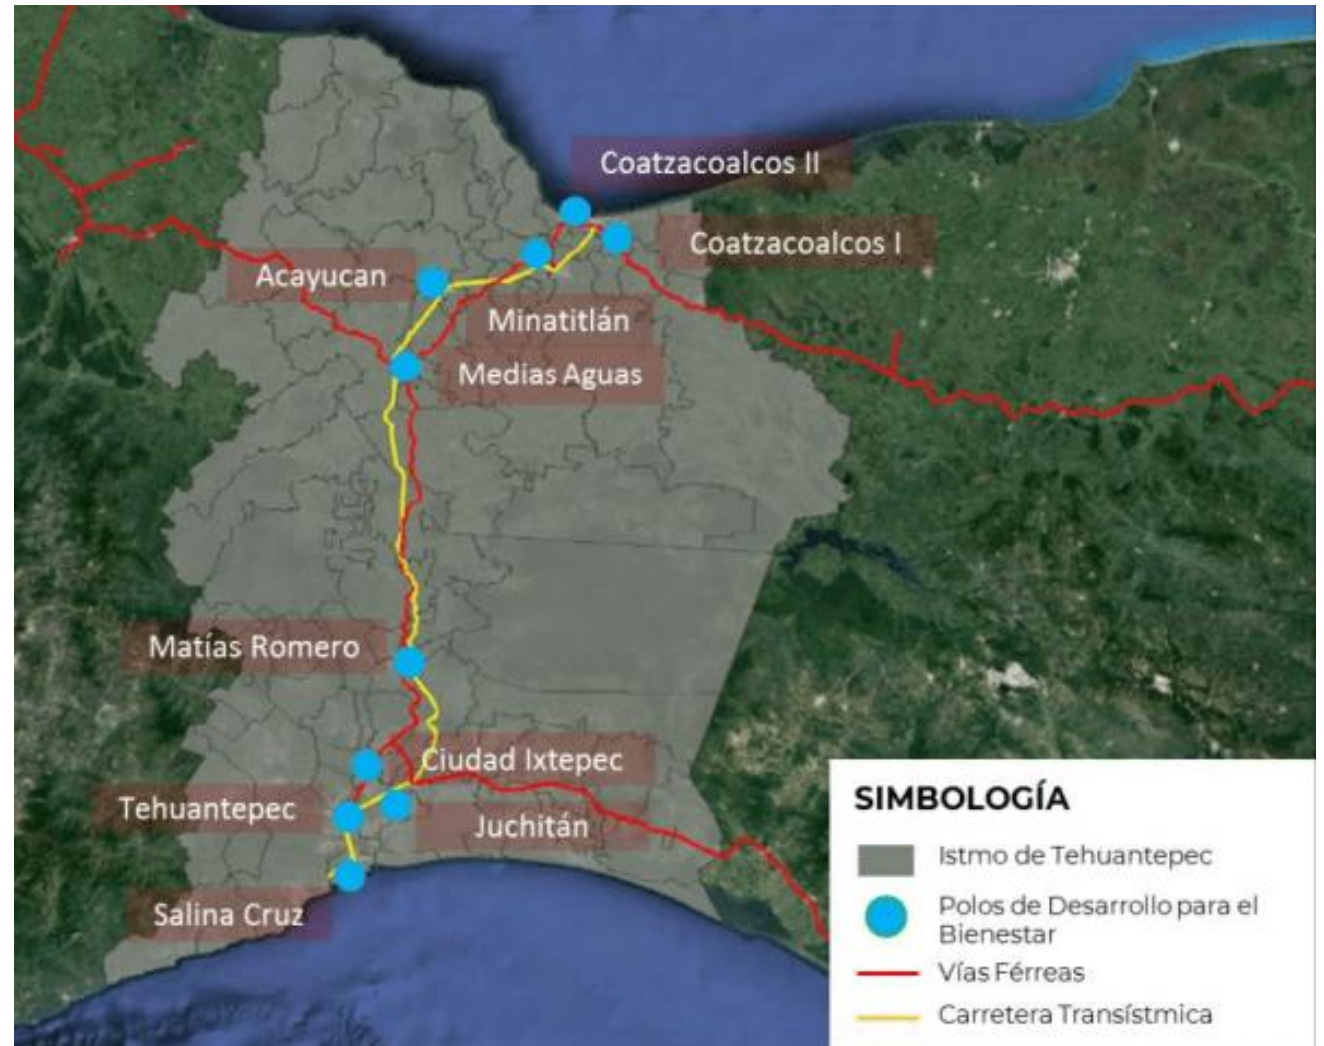 Coatzacoalcos II
Coatzacoalcos I
Acayucan
Minatitlán
Medias Aguas
Matías Romero
Ciudad Ixtepec
Tehuantepec
Juchitán
Salina Cruz
SIMBOLOGÍA
Istmo de Tehuantepec
Polos de Desarrollo para el
Bienestar
Vías Férreas
Carretera Transístmica